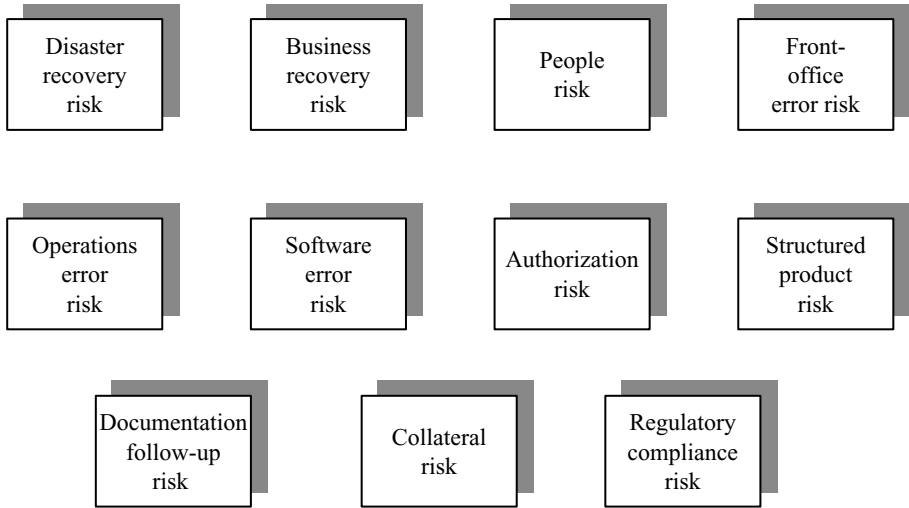 Disaster
recovery
risk
Business
recovery
risk
People
risk
Front-
office
error risk
Operations
error
risk
Software
error
risk
Authorization
risk
Structured
product
risk
Documentation
follow-up
risk
Collateral
risk
Regulatory
compliance
risk